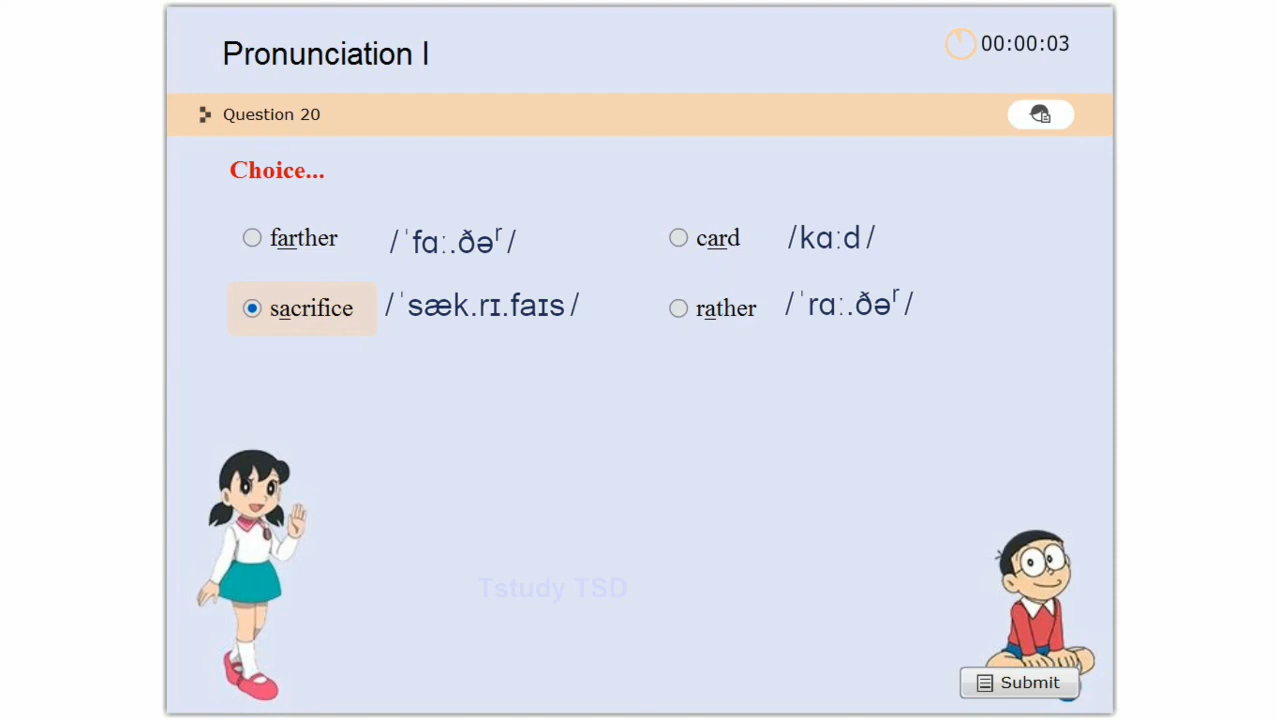 Pronunciation I
00:00:03
Question 20
Choice...
farther /ˈfɑː.ðəʳ/ card /kɑːd/
sacrifice /ˈsæk.rɪ.faɪs/ rather /ˈrɑː.ðəʳ/
Tstudy TSD
Submit